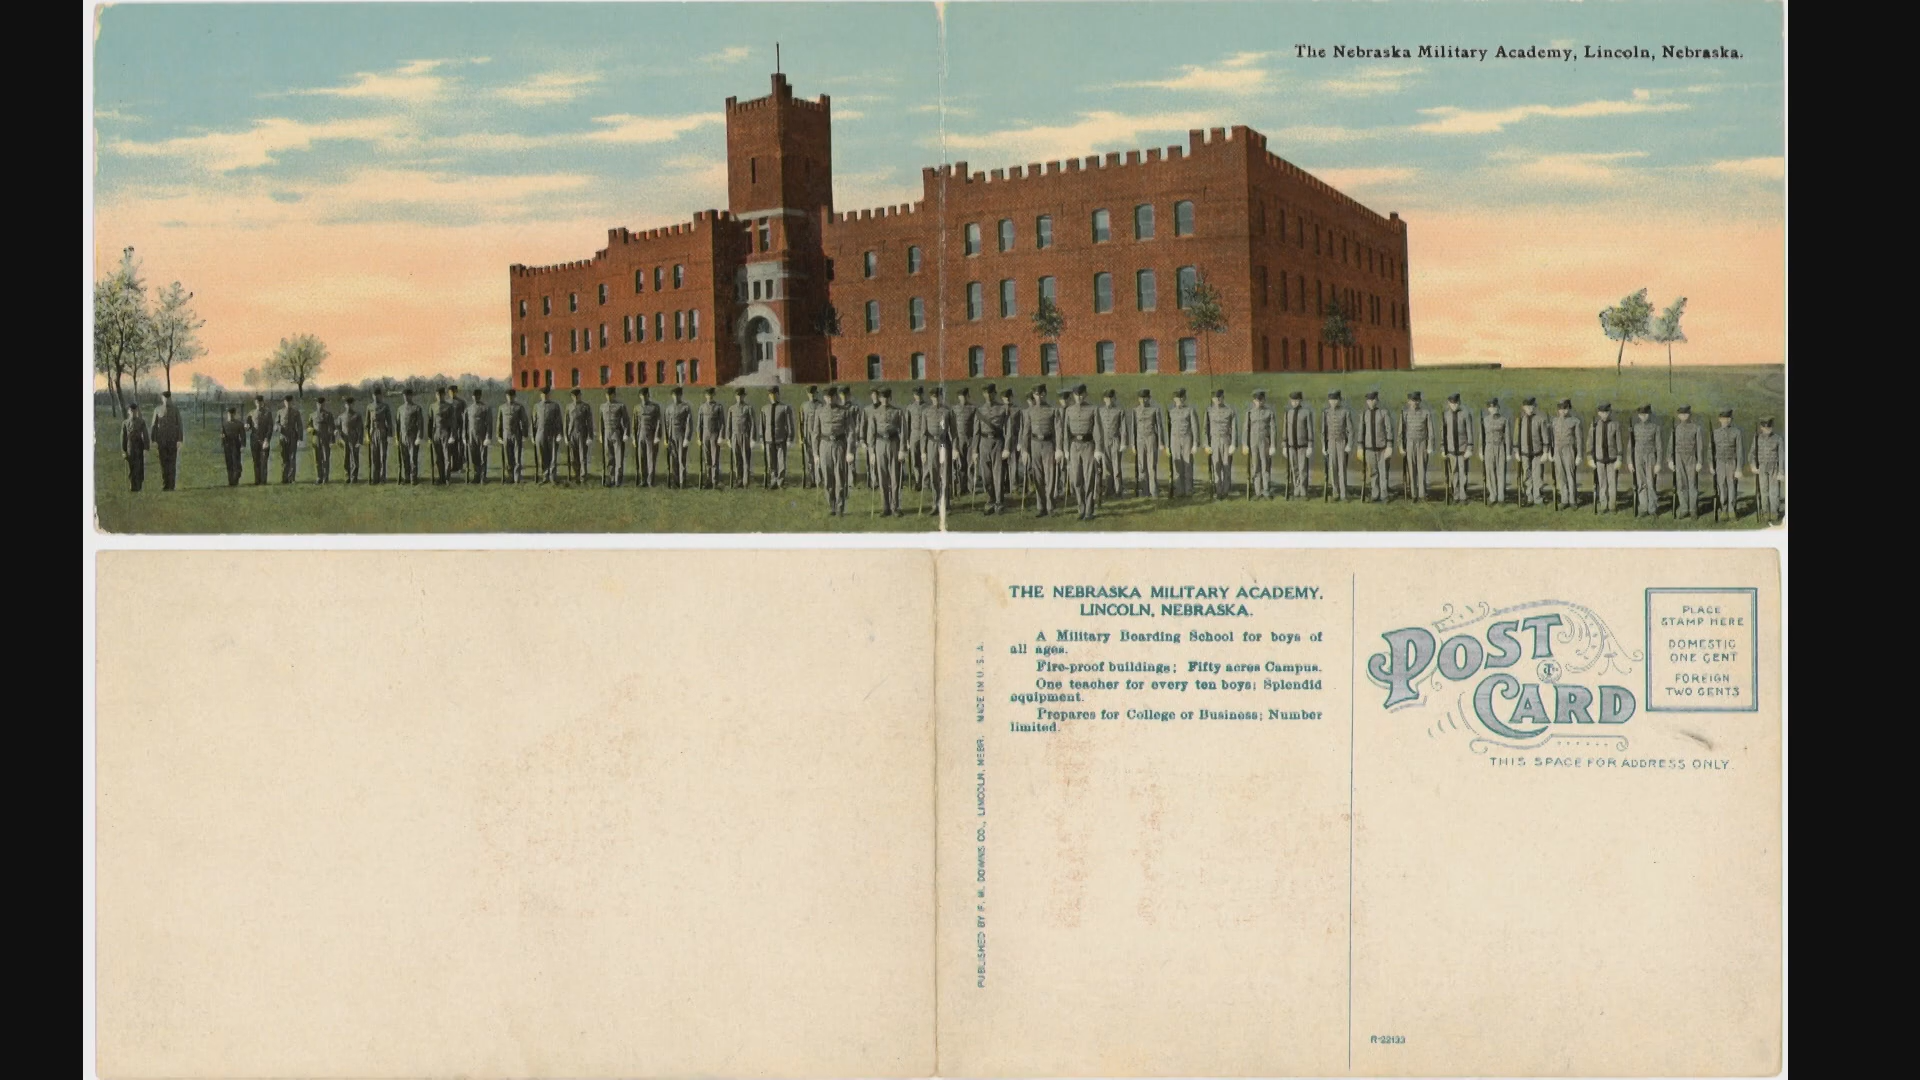 The Nebraska Military Academy, Lincoln, Nebraska.
THE NEBRASKA MILITARY ACADEMY.
LINCOLN, NEBRASKA.
A Military Boarding School for boys of
all ages.
Fire-proof buildings; Fifty acres Campus.
One teacher for every ten boys; Splendid
equipment.
Prepares for College or Business; Number
limited.
PUBLISHED BY F. M. DOWNS CO., LINCOLN, NEBR. MADE IN U. S. A.
POST
CARD
PLACE
STAMP HERE
DOMESTIC
ONE CENT
FOREIGN
TWO CENTS
THIS SPACE FOR ADDRESS ONLY.
R-22133